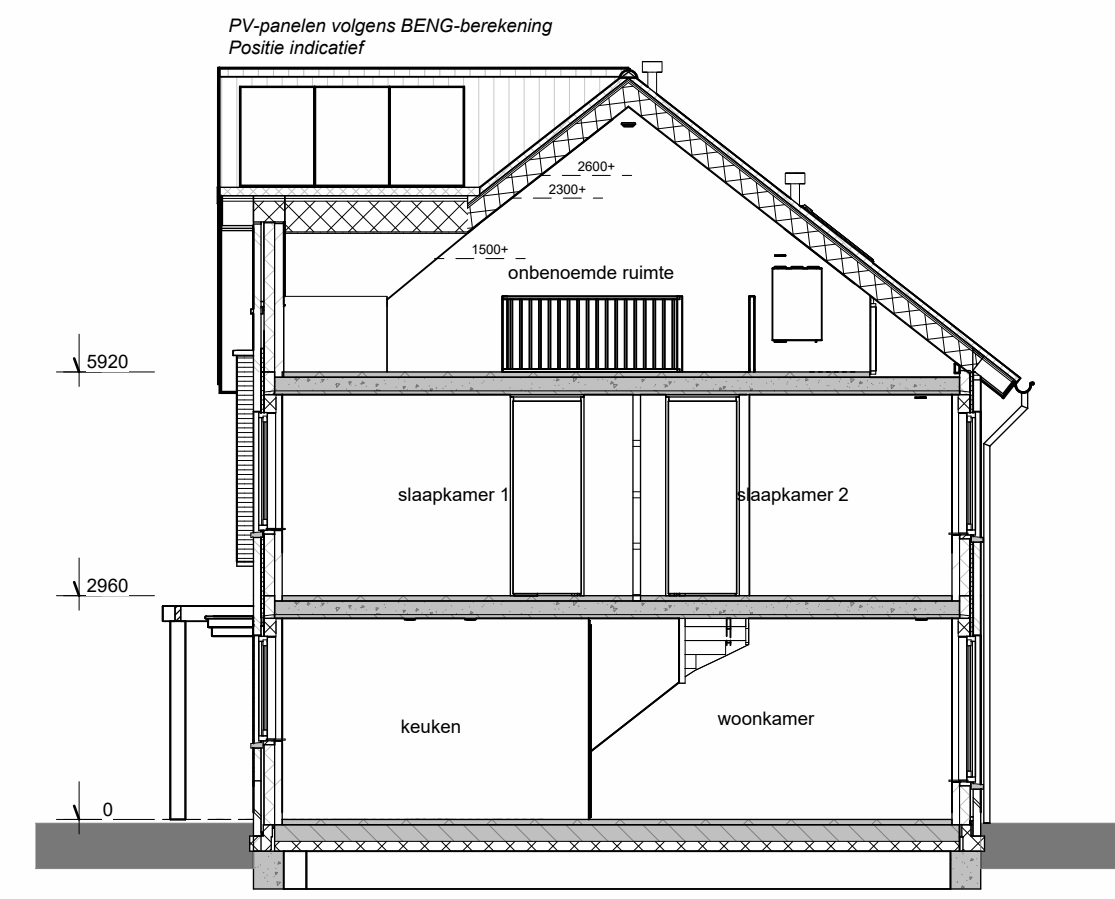 PV-panelen volgens BENG-berekening
Positie indicatief
2600+
2300+
1500+
onbenoemde ruimte
5920
slaapkamer 1
slaapkamer 2
2960
keuken
woonkamer
0